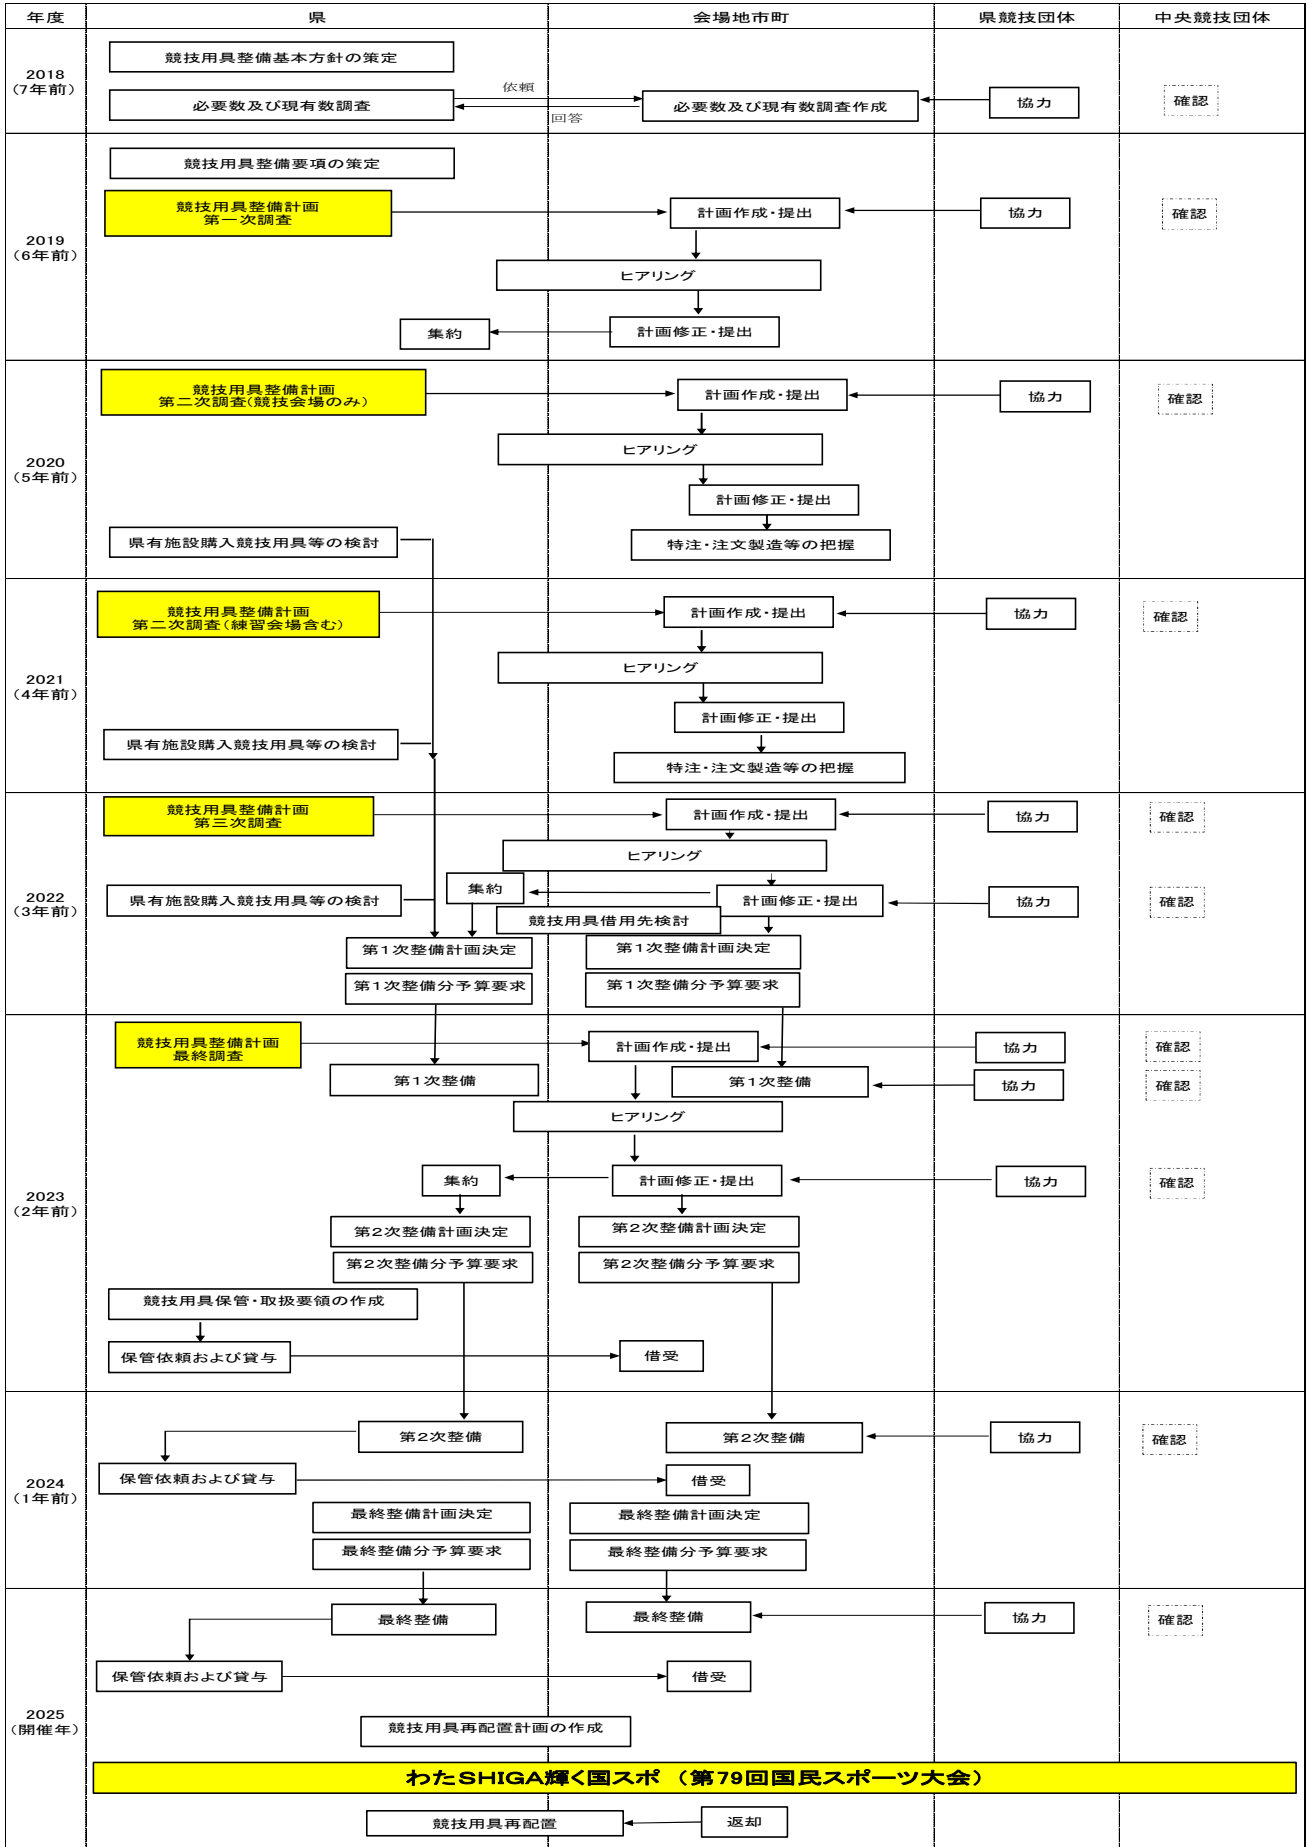 年度
県
会場地市町
県競技団体
中央競技団体
2018
(7年前)
競技用具整備基本方針の策定
必要数及び現有数調査
依頼
回答
必要数及び現有数調査作成
協力
確認
2019
(6年前)
競技用具整備要項の策定
競技用具整備計画
第一次調査
計画作成・提出
協力
確認
ヒアリング
集約
計画修正・提出
2020
(5年前)
競技用具整備計画
第二次調査(競技会場のみ)
計画作成・提出
協力
確認
ヒアリング
計画修正・提出
県有施設購入競技用具等の検討
特注・注文製造等の把握
2021
(4年前)
競技用具整備計画
第二次調査(練習会場含む)
計画作成・提出
協力
確認
ヒアリング
計画修正・提出
県有施設購入競技用具等の検討
特注・注文製造等の把握
2022
(3年前)
競技用具整備計画
第三次調査
計画作成・提出
協力
確認
ヒアリング
県有施設購入競技用具等の検討
集約
計画修正・提出
協力
確認
競技用具借用先検討
第1次整備計画決定
第1次整備計画決定
第1次整備分予算要求
第1次整備分予算要求
2023
(2年前)
競技用具整備計画
最終調査
計画作成・提出
協力
確認
第1次整備
第1次整備
協力
確認
ヒアリング
集約
計画修正・提出
協力
確認
第2次整備計画決定
第2次整備計画決定
第2次整備分予算要求
第2次整備分予算要求
競技用具保管・取扱要領の作成
保管依頼および貸与
借受
2024
(1年前)
第2次整備
第2次整備
協力
確認
保管依頼および貸与
借受
最終整備計画決定
最終整備計画決定
最終整備分予算要求
最終整備分予算要求
2025
(開催年)
最終整備
最終整備
協力
確認
保管依頼および貸与
借受
競技用具再配置計画の作成
わたSHIGA輝く国スポ (第79回国民スポーツ大会)
競技用具再配置
返却